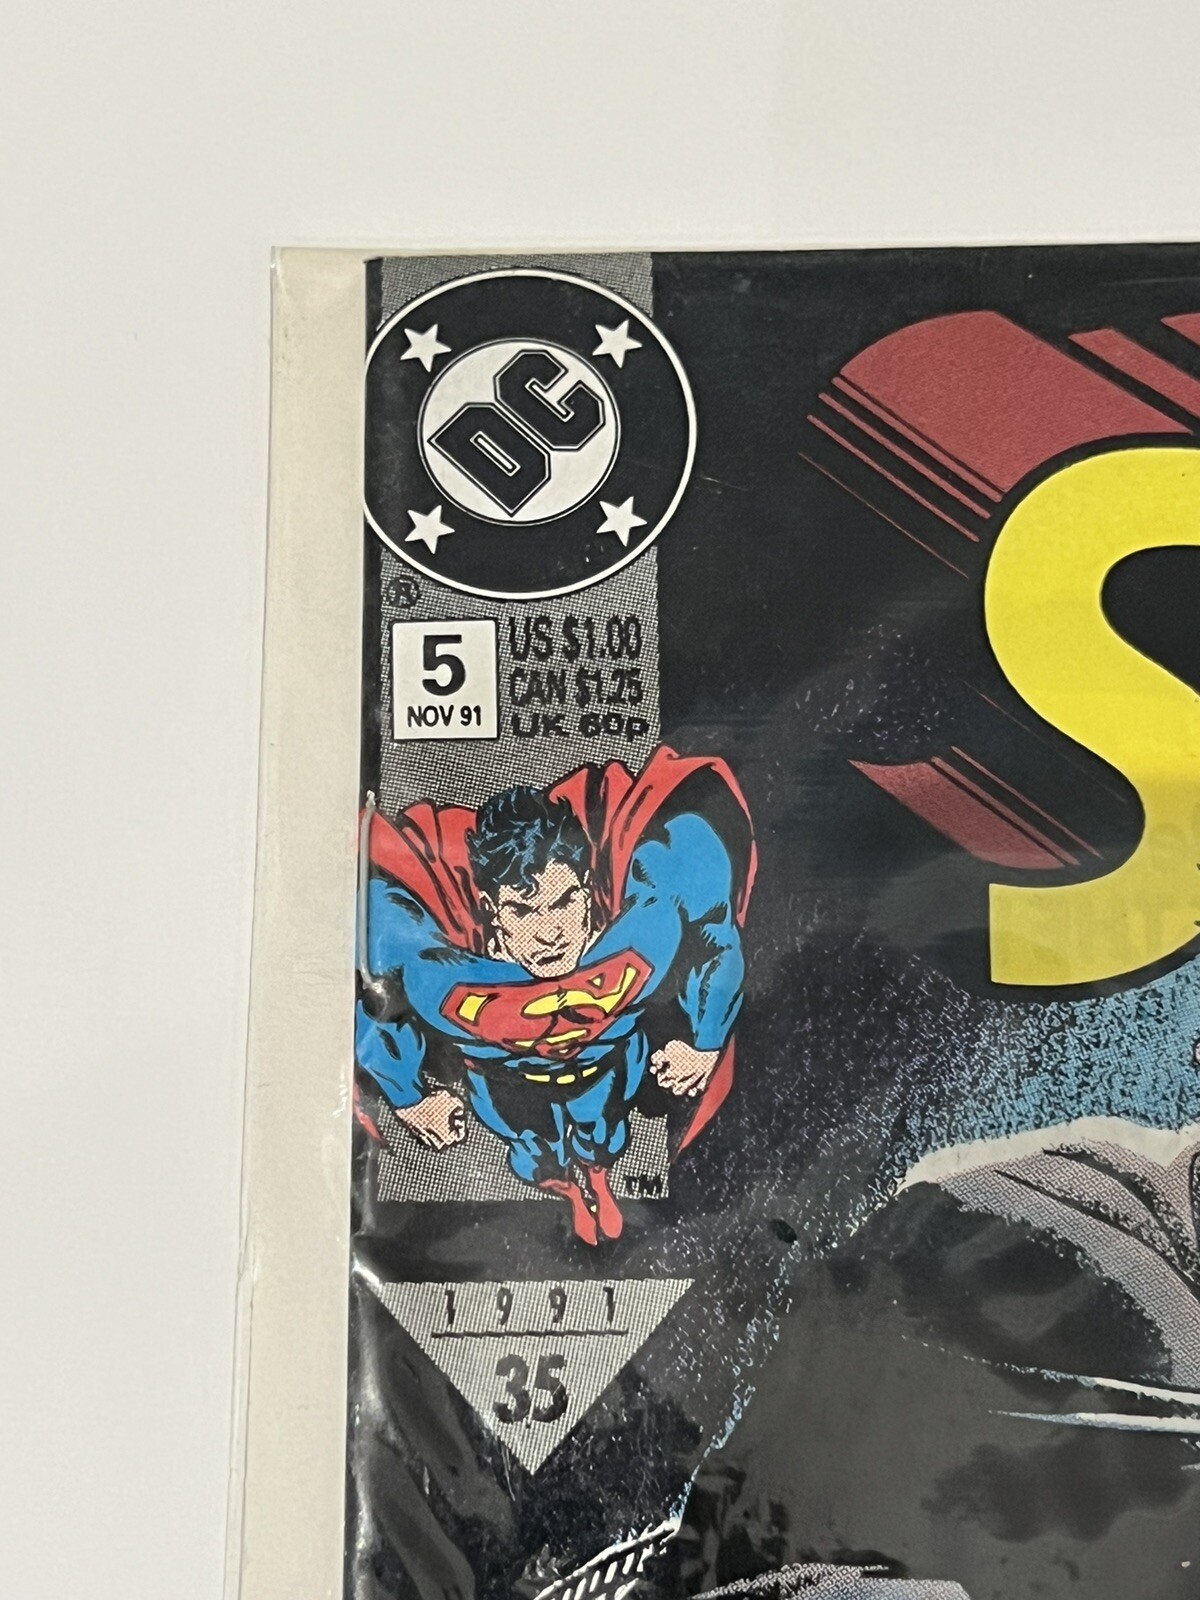 DC
®
5
NOV 91
US $1.00
CAN $1.25
UK 60p
S
S
TM
1991
35